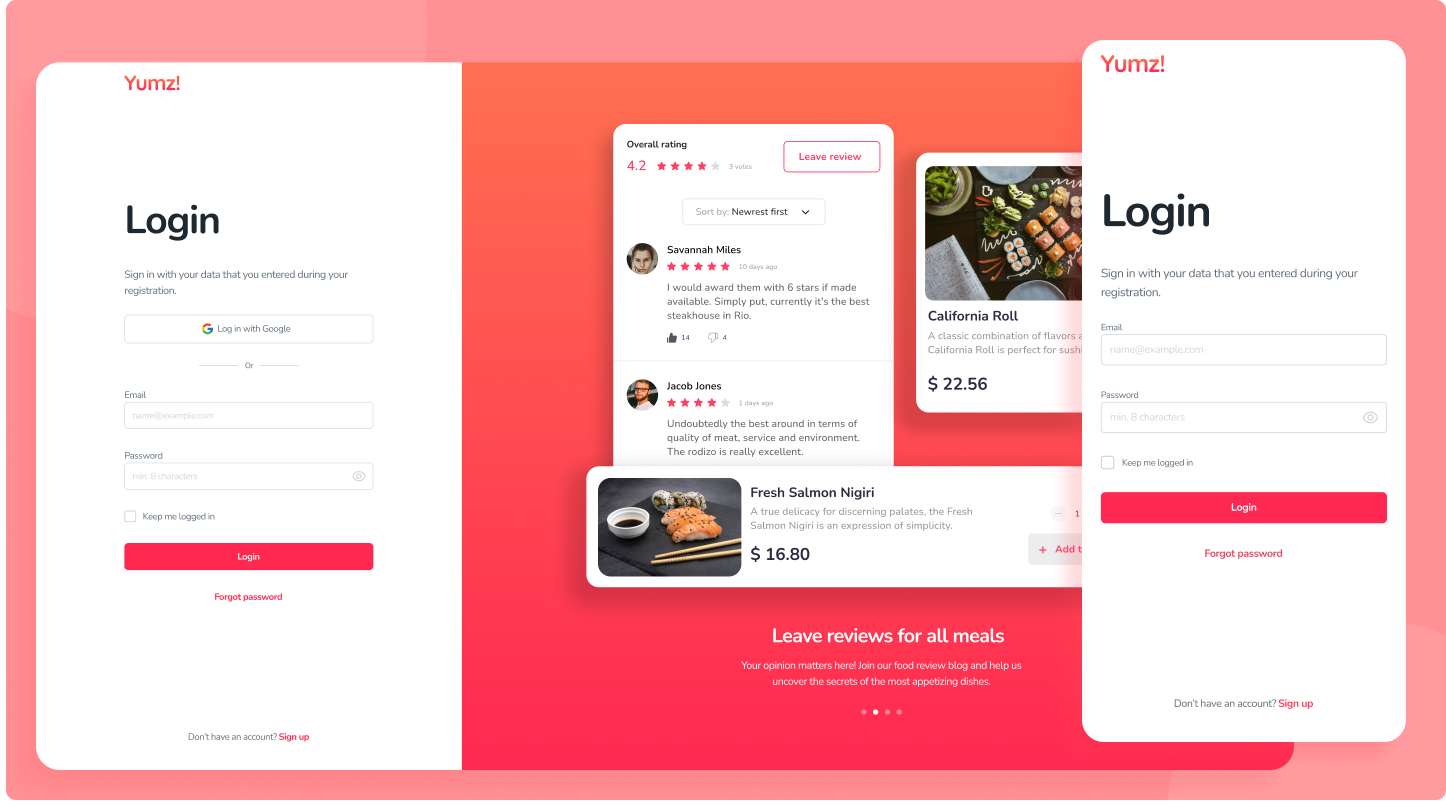 Yumz!
Login
Sign in with your data that you entered during your
registration.
Log in with Google
Or
Email
name@example.com
Password
min. 8 characters
Keep me logged in
Login
Forgot password
Don't have an account? Sign up
Overall rating
4.2
3 votes
Leave review
Sort by: Newrest first
Savannah Miles
10 days ago
I would award them with 6 stars if made
available. Simply put, currently it's the best
steakhouse in Rio.
14
4
Jacob Jones
1 days ago
Undoubtedly the best around in terms of
quality of meat, service and environment.
The rodizo is really excellent.
California Roll
A classic combination of flavors a
California Roll is perfect for sushi
$ 22.56
Fresh Salmon Nigiri
A true delicacy for discerning palates, the Fresh
Salmon Nigiri is an expression of simplicity.
$ 16.80
1
+ Add t
Leave reviews for all meals
Your opinion matters here! Join our food review blog and help us
uncover the secrets of the most appetizing dishes.
Yumz!
Login
Sign in with your data that you entered during your
registration.
Email
name@example.com
Password
min. 8 characters
Keep me logged in
Login
Forgot password
Don't have an account? Sign up